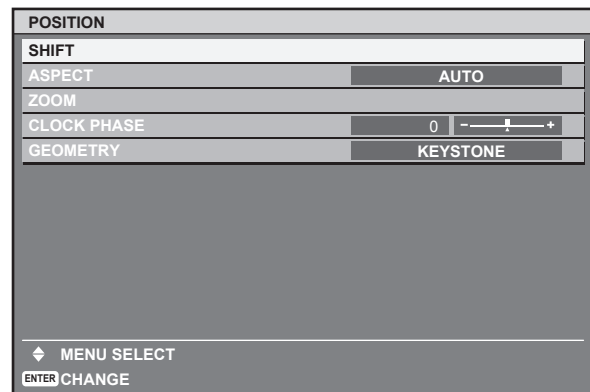 POSITION
SHIFT
ASPECT AUTO
ZOOM
CLOCK PHASE 0 - +
GEOMETRY KEYSTONE
MENU SELECT
ENTER CHANGE